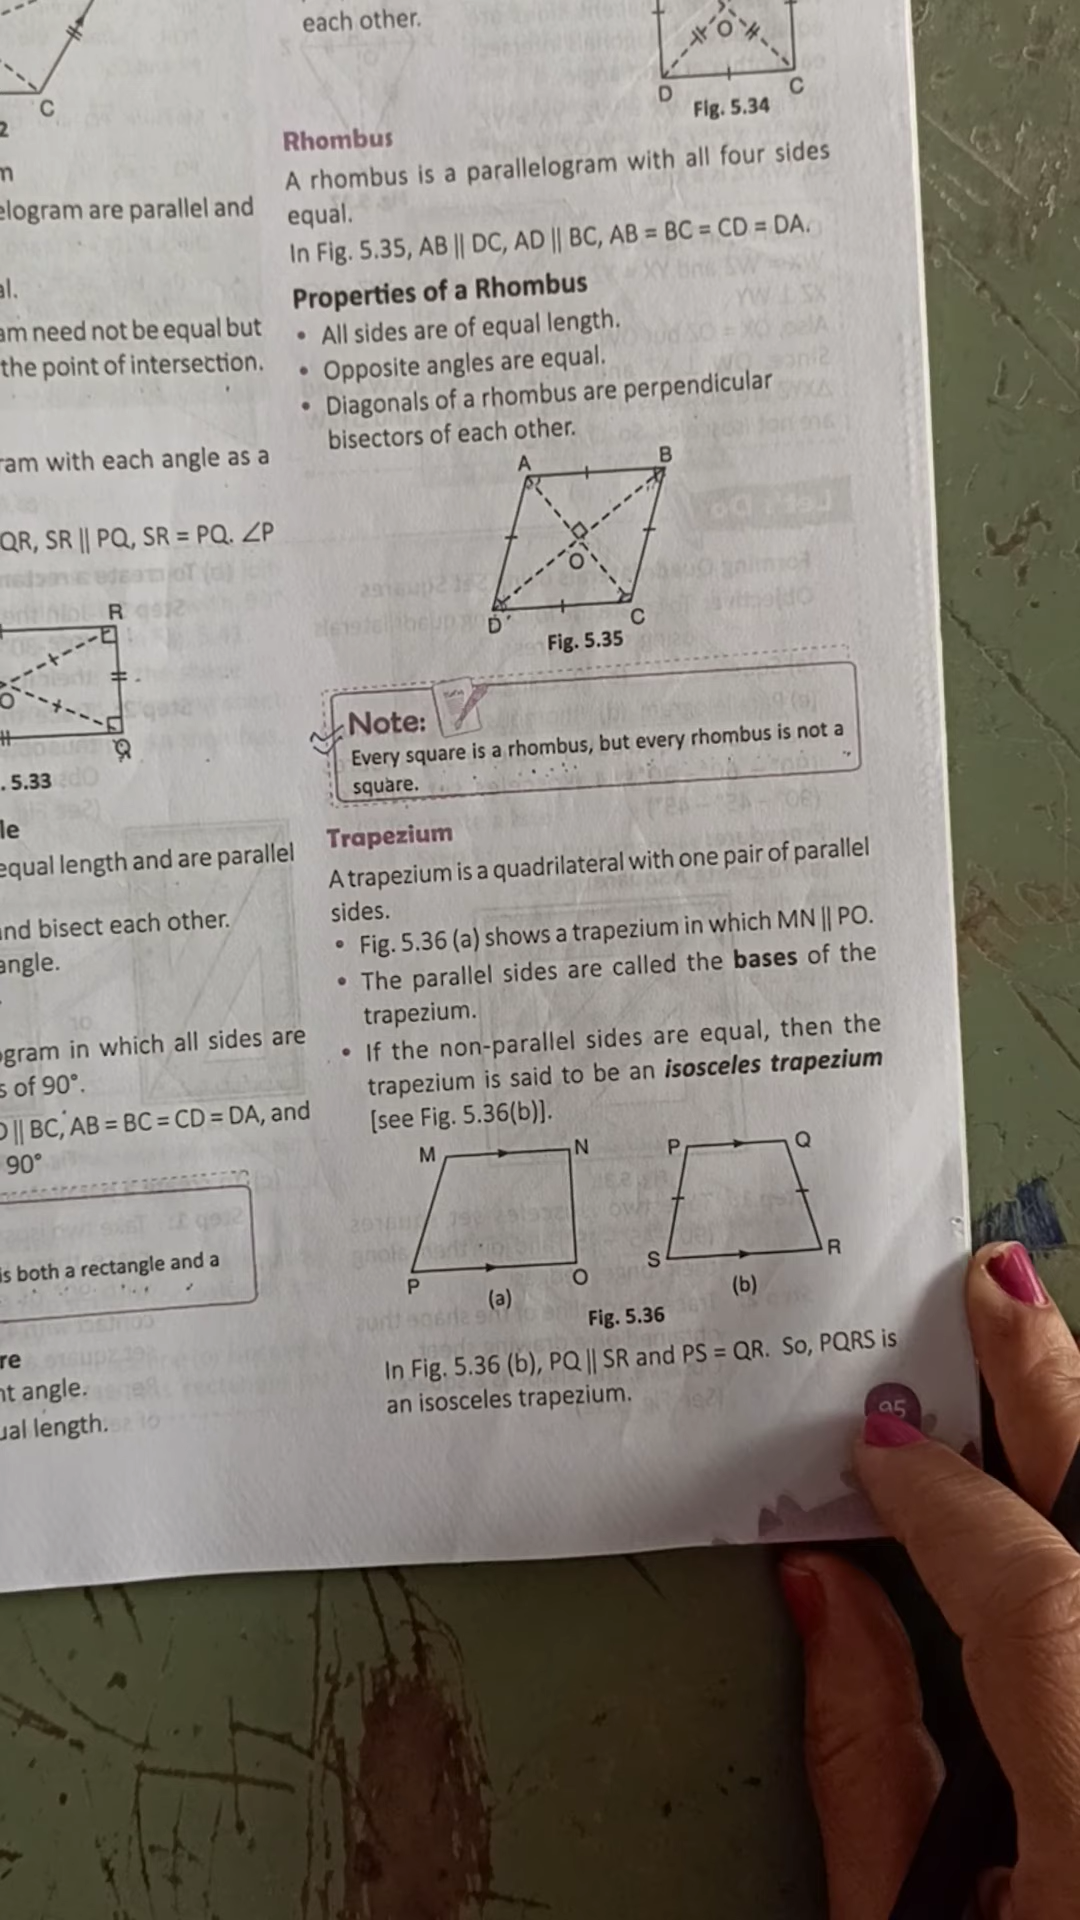 C
2
elogram are parallel and
al.
am need not be equal but
the point of intersection.
ram with each angle as a
QR, SR || PQ, SR = PQ. ∠P
R
O
Q
. 5.33
le
equal length and are parallel
and bisect each other.
angle.
ogram in which all sides are
s of 90°.
D || BC, AB = BC = CD = DA, and
90°
is both a rectangle and a
re
nt angle.
ual length.
each other.
O
D
C
Fig. 5.34
Rhombus
A rhombus is a parallelogram with all four sides
equal.
In Fig. 5.35, AB || DC, AD || BC, AB = BC = CD = DA.
Properties of a Rhombus
• All sides are of equal length.
• Opposite angles are equal.
• Diagonals of a rhombus are perpendicular
bisectors of each other.
A B
O
D C
Fig. 5.35
Note:
Every square is a rhombus, but every rhombus is not a
square.
Trapezium
A trapezium is a quadrilateral with one pair of parallel
sides.
• Fig. 5.36 (a) shows a trapezium in which MN || PO.
• The parallel sides are called the bases of the
trapezium.
• If the non-parallel sides are equal, then the
trapezium is said to be an isosceles trapezium
[see Fig. 5.36(b)].
M N P Q
P O S R
(a) (b)
Fig. 5.36
In Fig. 5.36 (b), PQ || SR and PS = QR. So, PQRS is
an isosceles trapezium.
95